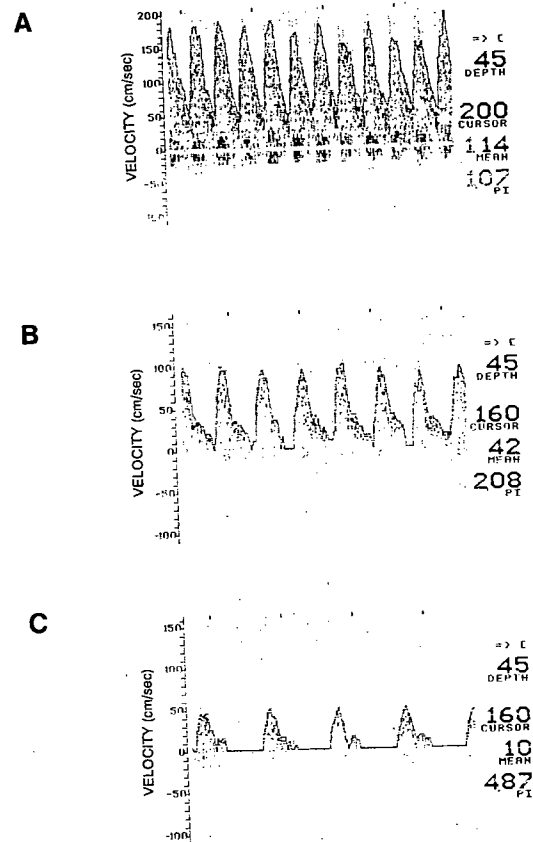 A
VELOCITY (cm/sec)
200
150
100
50
0
-50
=> [
45
DEPTH
200
CURSOR
114
MEAN
107
PI
B
VELOCITY (cm/sec)
150
100
50
0
-50
-100
=> [
45
DEPTH
160
CURSOR
42
MEAN
208
PI
C
VELOCITY (cm/sec)
150
100
50
0
-50
-100
=> [
45
DEPTH
160
CURSOR
10
MEAN
487
PI